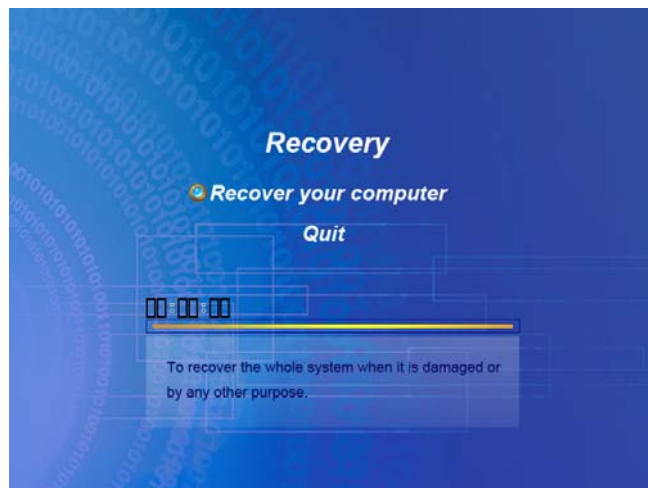 Recovery
Recover your computer
Quit
To recover the whole system when it is damaged or
by any other purpose.